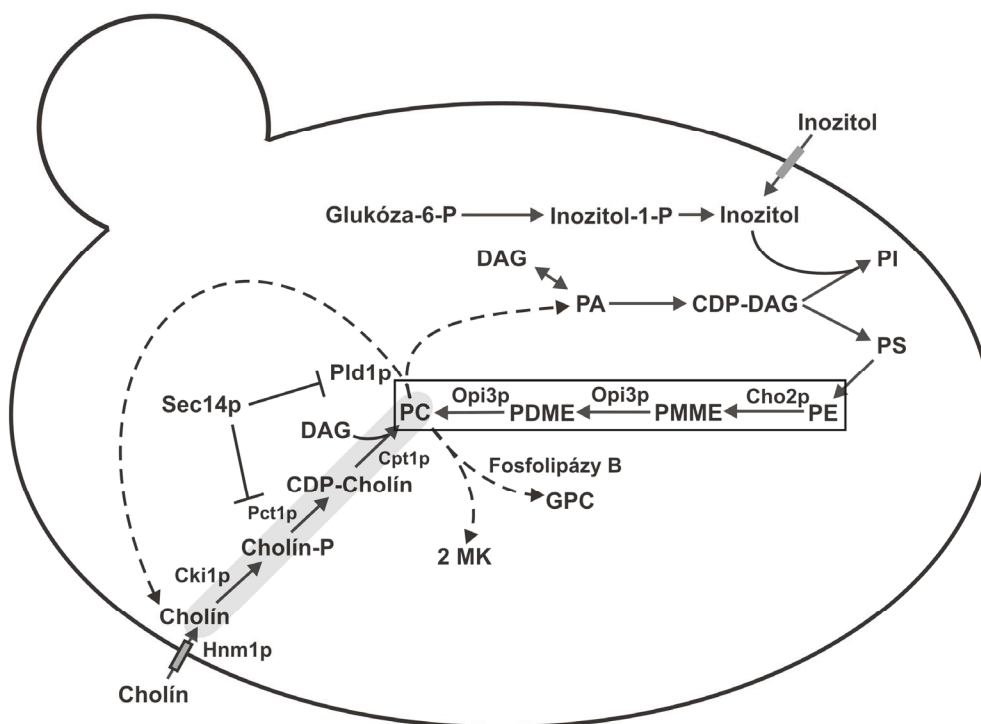 Inozitol
Glukóza-6-P
Inozitol-1-P
Inozitol
DAG
PI
PA
CDP-DAG
PS
Pld1p
Sec14p
Opi3p
Opi3p
Cho2p
PC
PDME
PMME
PE
DAG
Cpt1p
Fosfolipázy B
CDP-Cholín
GPC
Pct1p
Cholín-P
2 MK
Cki1p
Cholín
Hnm1p
Cholín